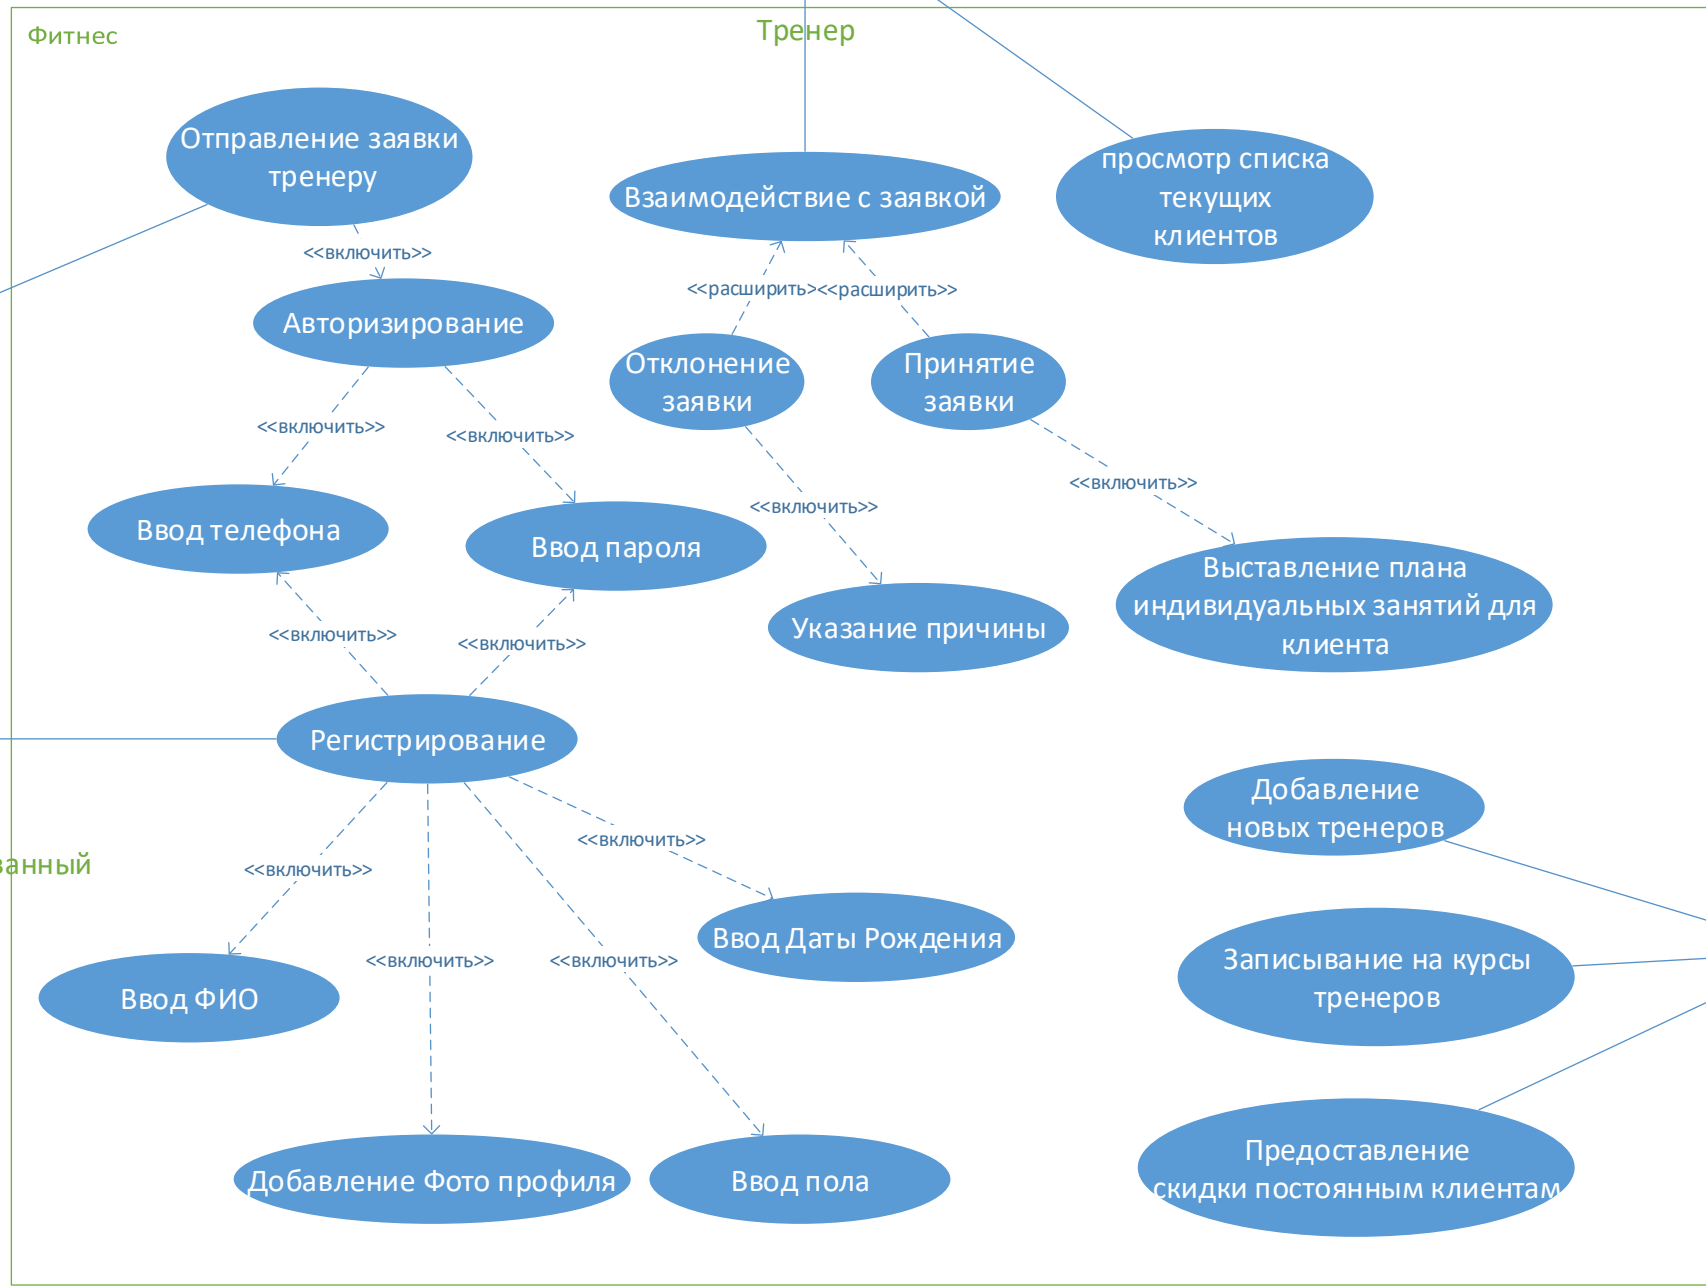 Фитнес
Тренер
Отправление заявки
тренеру
Взаимодействие с заявкой
просмотр списка
текущих
клиентов
<<включить>>
<<расширить>
<<расширить>>
Авторизирование
Отклонение
заявки
Принятие
заявки
<<включить>>
<<включить>>
<<включить>>
<<включить>>
Ввод телефона
Ввод пароля
Выставление плана
индивидуальных занятий для
клиента
Указание причины
<<включить>>
<<включить>>
Регистрирование
Добавление
новых тренеров
<<включить>>
<<включить>>
ванный
Ввод Даты Рождения
<<включить>>
<<включить>>
Записывание на курсы
тренеров
Ввод ФИО
Добавление Фото профиля
Ввод пола
Предоставление
скидки постоянным клиентам